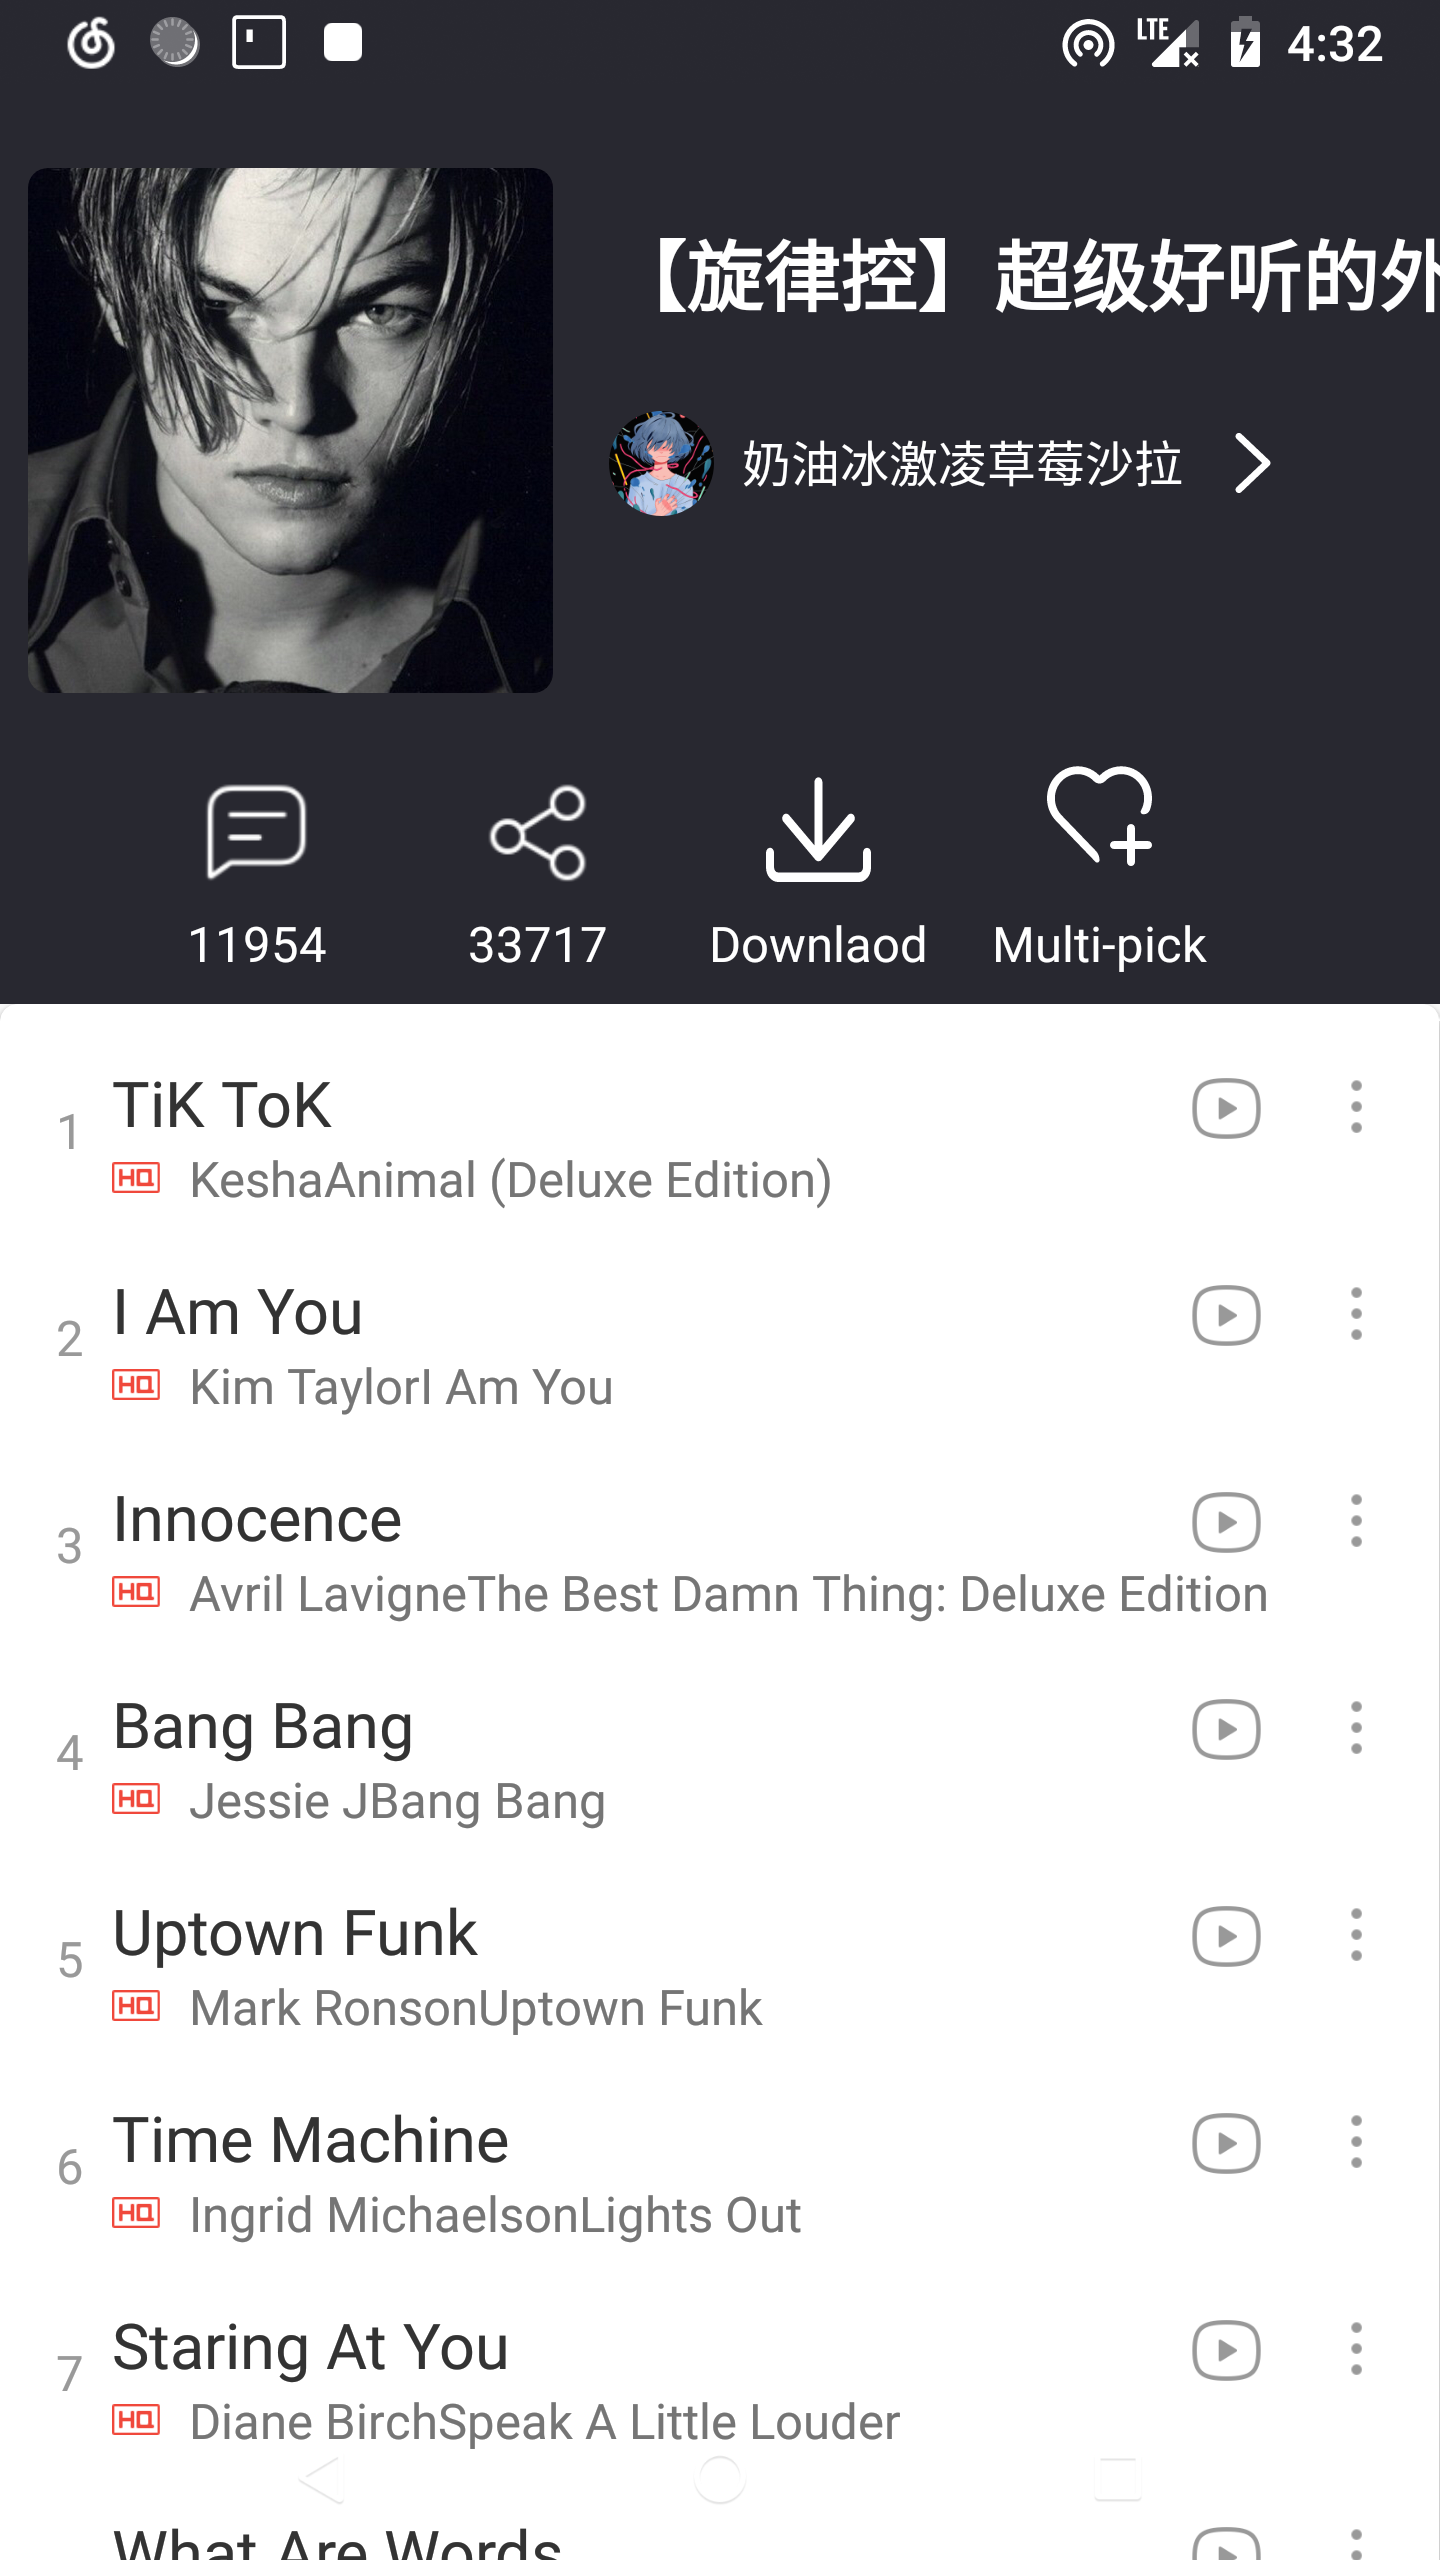 LTE 4:32
【旋律控】超级好听的外
奶油冰激凌草莓沙拉
11954 33717 Downlaod Multi-pick
1 TiK ToK
HQ KeshaAnimal (Deluxe Edition)
2 I Am You
HQ Kim TaylorI Am You
3 Innocence
HQ Avril LavigneThe Best Damn Thing: Deluxe Edition
4 Bang Bang
HQ Jessie JBang Bang
5 Uptown Funk
HQ Mark RonsonUptown Funk
6 Time Machine
HQ Ingrid MichaelsonLights Out
7 Staring At You
HQ Diane BirchSpeak A Little Louder
What Are Words